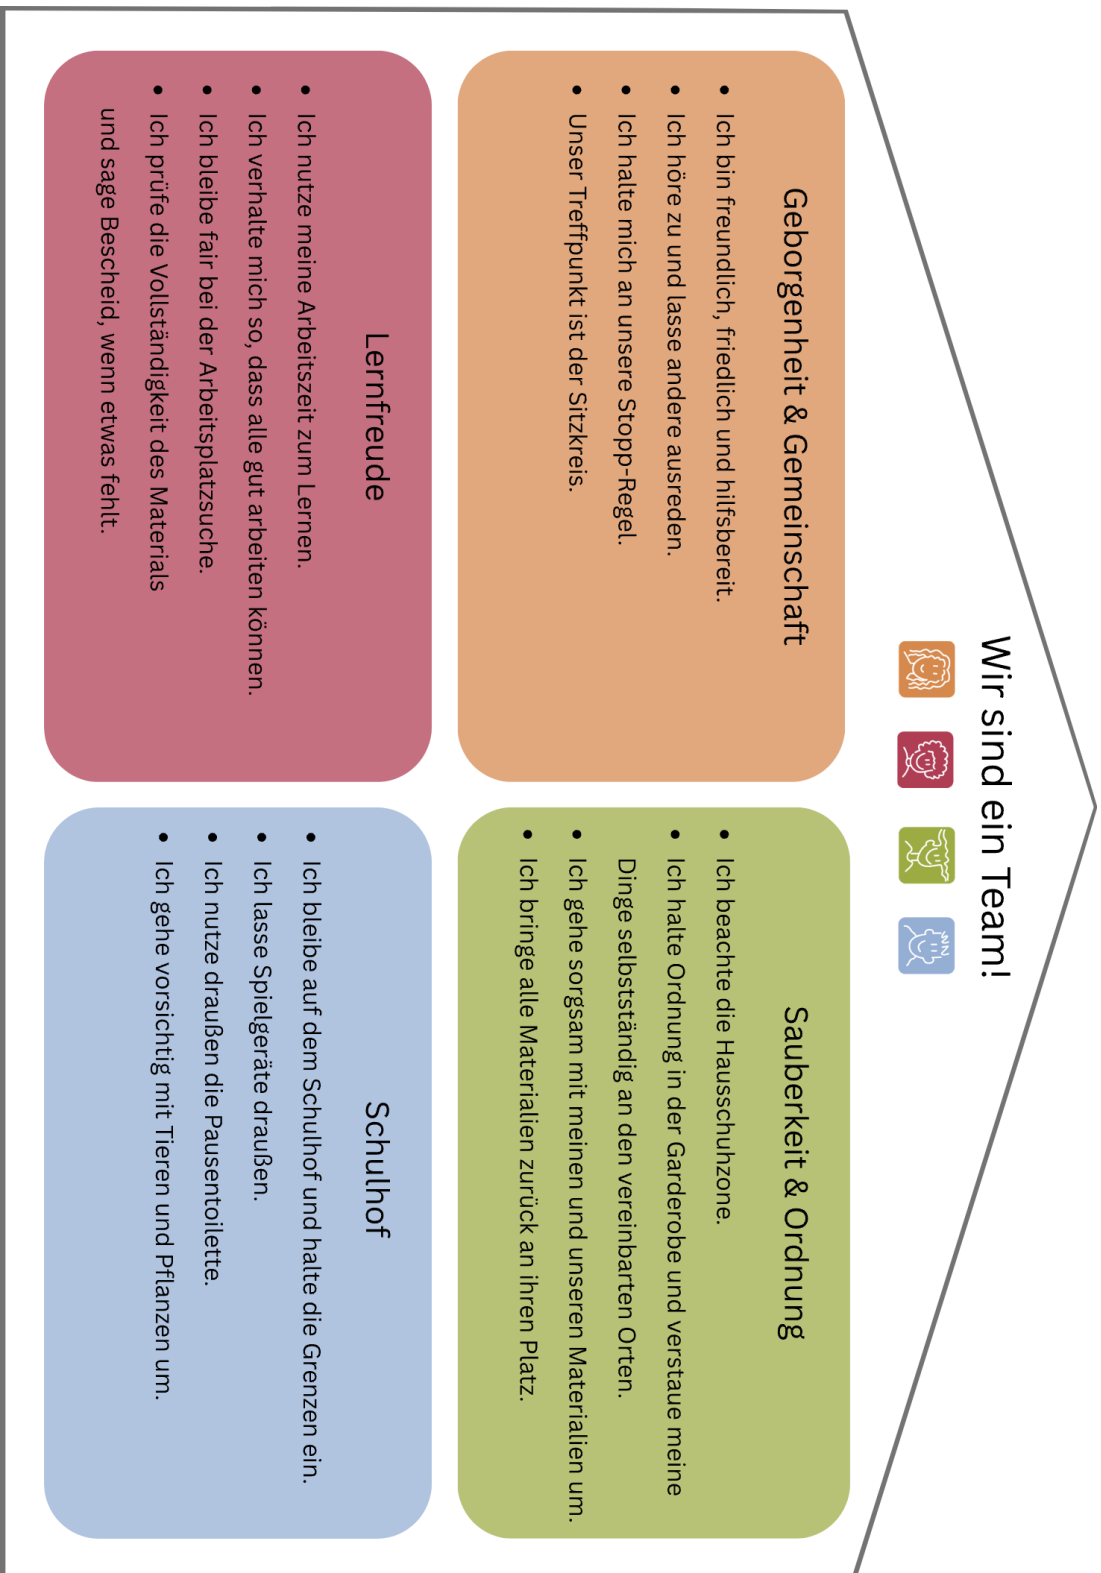 Wir sind ein Team!
Geborgenheit & Gemeinschaft
• Ich bin freundlich, friedlich und hilfsbereit.
• Ich höre zu und lasse andere ausreden.
• Ich halte mich an unsere Stopp-Regel.
• Unser Treffpunkt ist der Sitzkreis.
Sauberkeit & Ordnung
• Ich beachte die Hausschuhzone.
• Ich halte Ordnung in der Garderobe und verstaue meine
Dinge selbstständig an den vereinbarten Orten.
• Ich gehe sorgsam mit meinen und unseren Materialien um.
• Ich bringe alle Materialien zurück an ihren Platz.
Lernfreude
• Ich nutze meine Arbeitszeit zum Lernen.
• Ich verhalte mich so, dass alle gut arbeiten können.
• Ich bleibe fair bei der Arbeitsplatzsuche.
• Ich prüfe die Vollständigkeit des Materials
und sage Bescheid, wenn etwas fehlt.
Schulhof
• Ich bleibe auf dem Schulhof und halte die Grenzen ein.
• Ich lasse Spielgeräte draußen.
• Ich nutze draußen die Pausentoilette.
• Ich gehe vorsichtig mit Tieren und Pflanzen um.